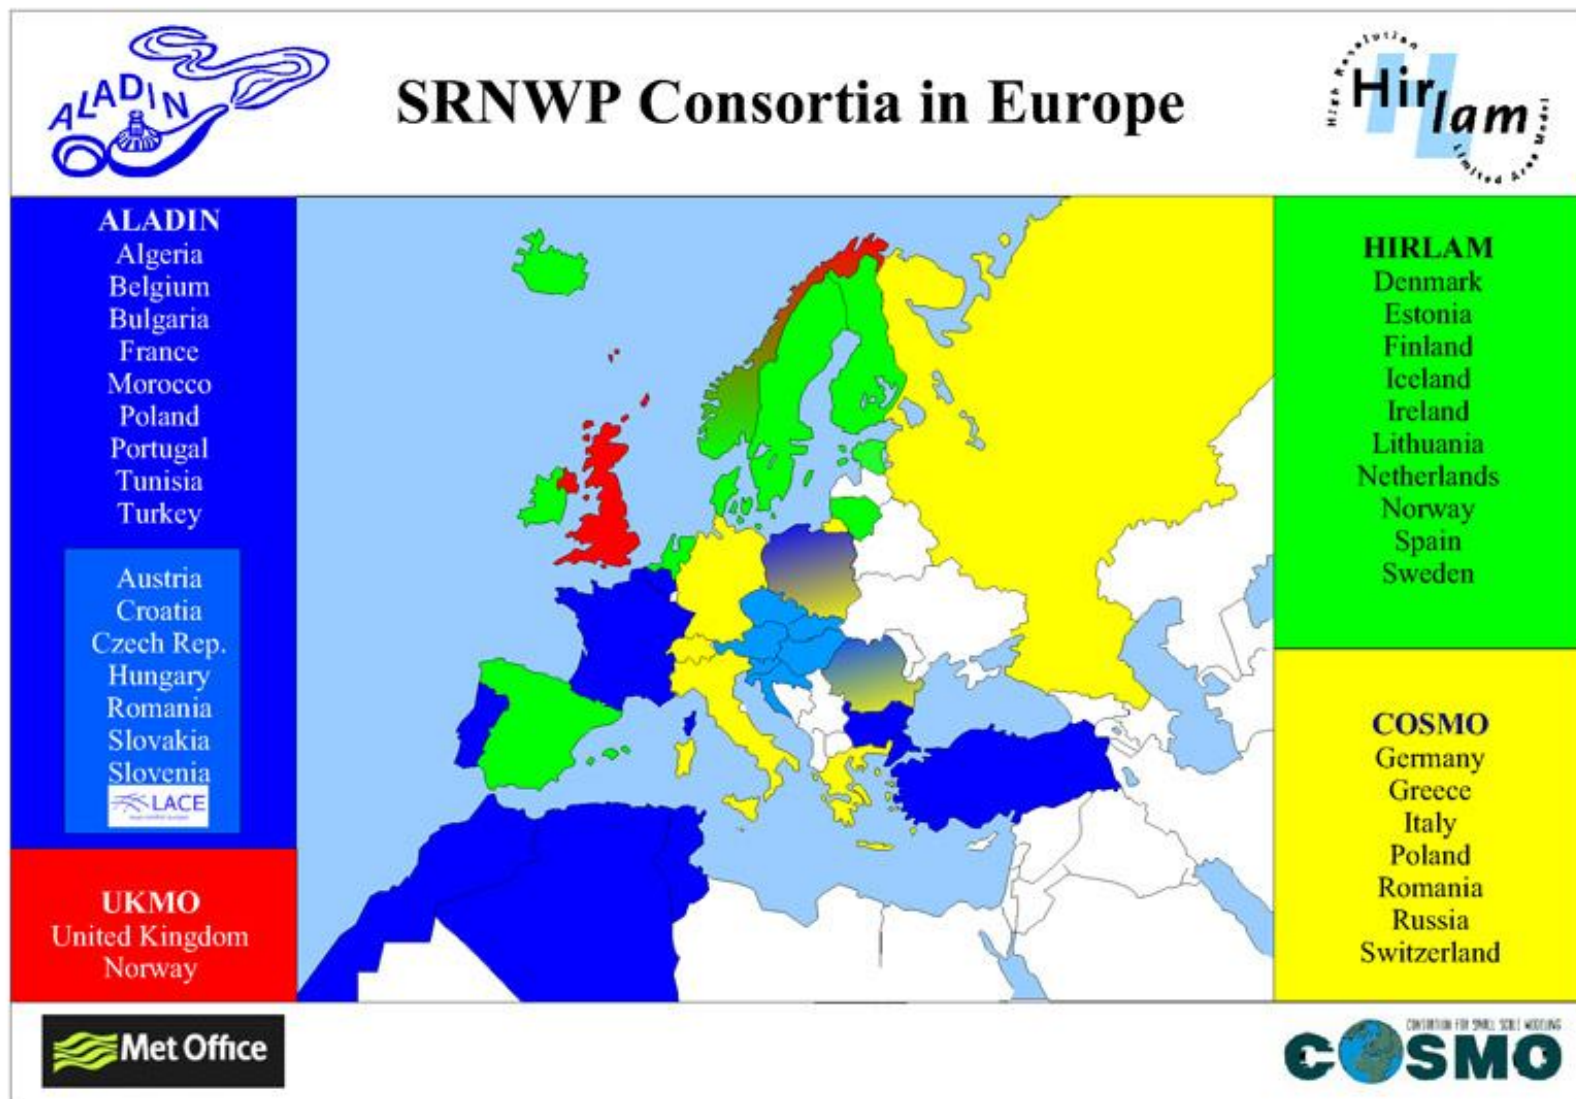 ALADIN
SRNWP Consortia in Europe
High Resolution
Hirlam
Limited Area Model
ALADIN
Algeria
Belgium
Bulgaria
France
Morocco
Poland
Portugal
Tunisia
Turkey
Austria
Croatia
Czech Rep.
Hungary
Romania
Slovakia
Slovenia
LACE
UKMO
United Kingdom
Norway
HIRLAM
Denmark
Estonia
Finland
Iceland
Ireland
Lithuania
Netherlands
Norway
Spain
Sweden
COSMO
Germany
Greece
Italy
Poland
Romania
Russia
Switzerland
Met Office
CONSORTIUM FOR SMALL SCALE MODELING
COSMO